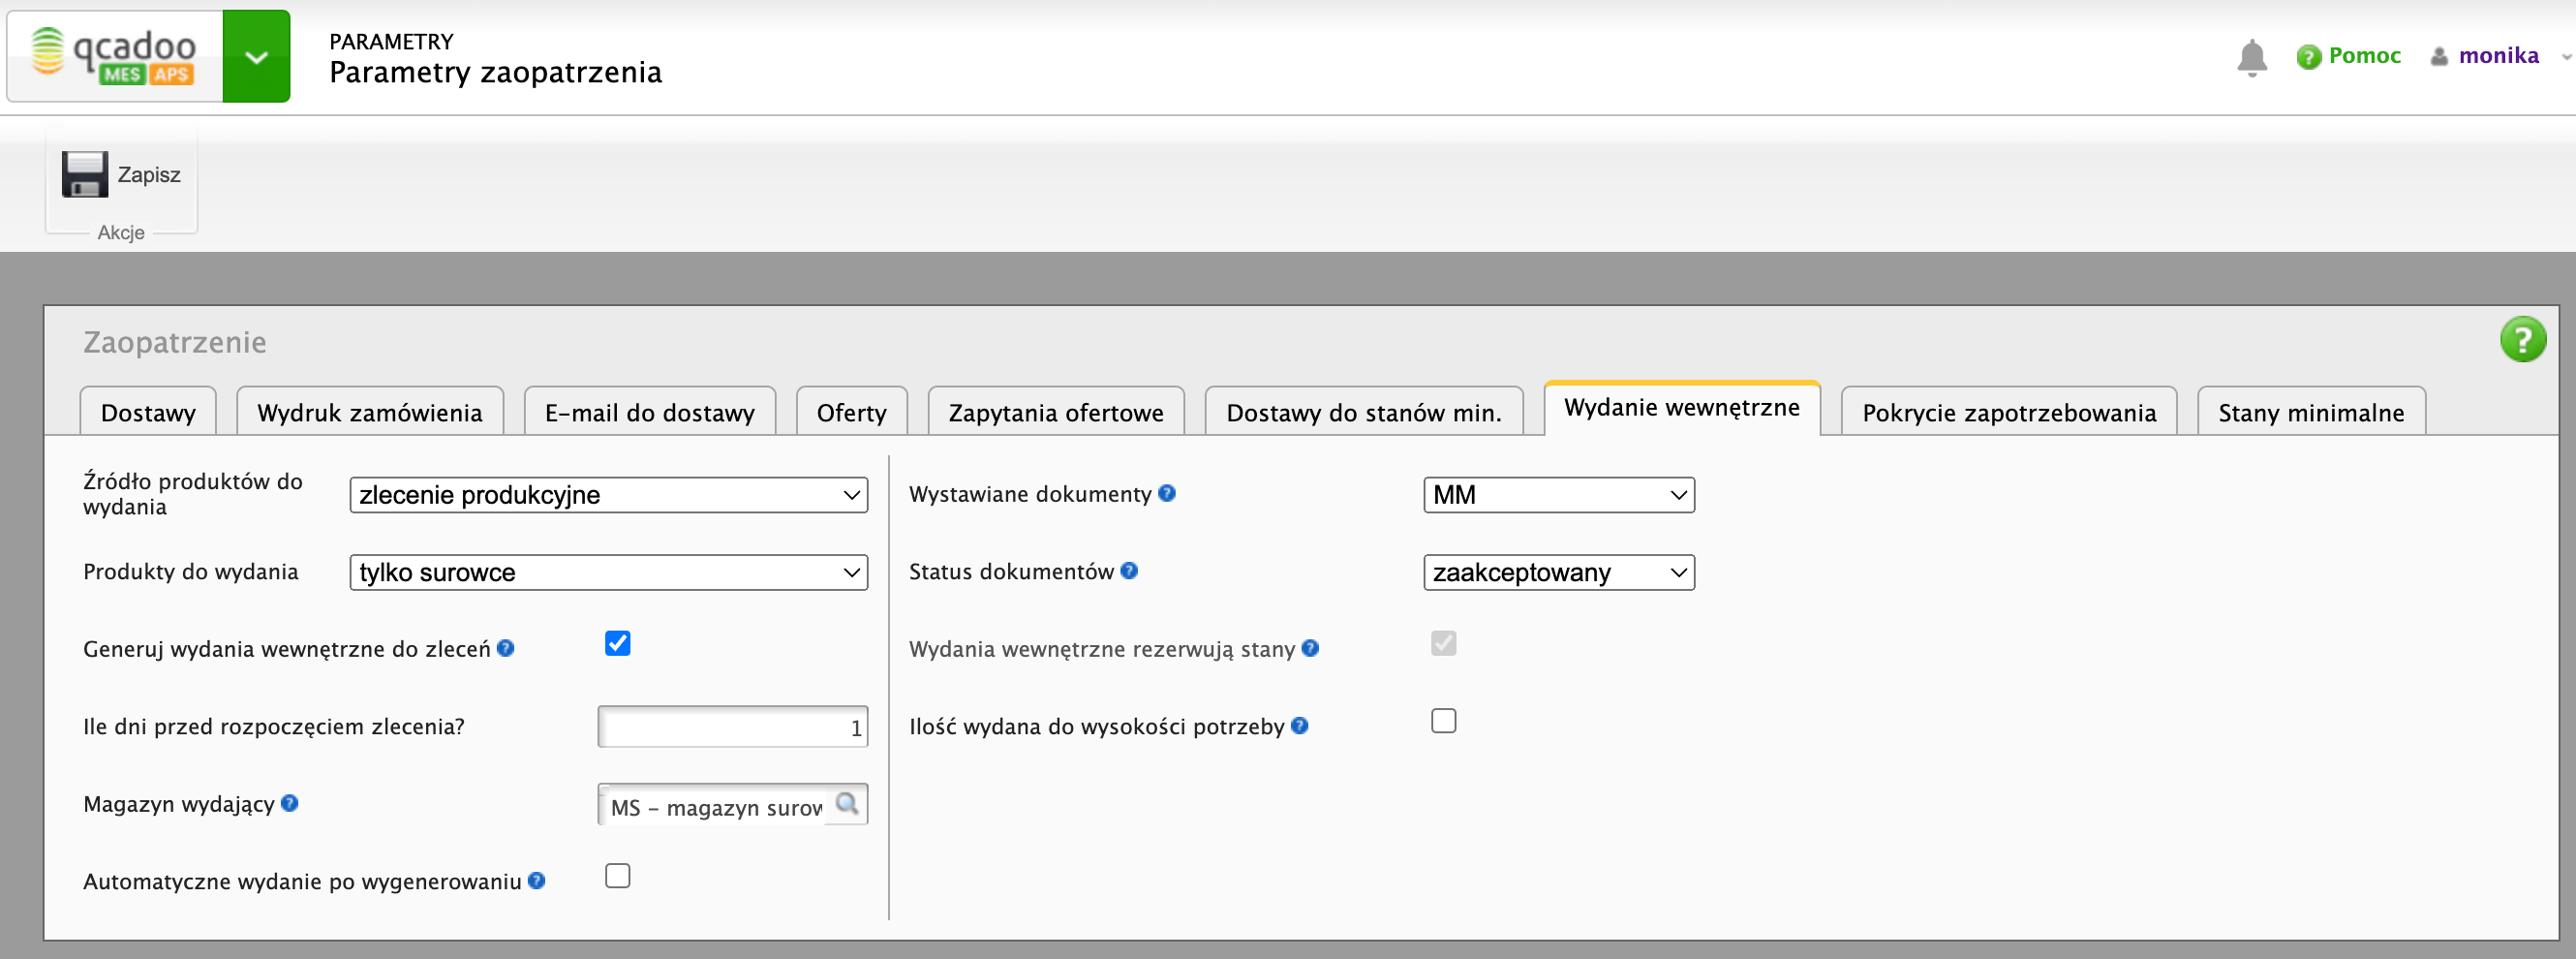 qcadoo
MES APS
PARAMETRY
Parametry zaopatrzenia
Pomoc
monika
Zapisz
Akcje
Zaopatrzenie
Dostawy
Wydruk zamówienia
E-mail do dostawy
Oferty
Zapytania ofertowe
Dostawy do stanów min.
Wydanie wewnętrzne
Pokrycie zapotrzebowania
Stany minimalne
Źródło produktów do
wydania
zlecenie produkcyjne
Produkty do wydania
tylko surowce
Generuj wydania wewnętrzne do zleceń
Ile dni przed rozpoczęciem zlecenia?
1
Magazyn wydający
MS - magazyn surow
Automatyczne wydanie po wygenerowaniu
Wystawiane dokumenty
MM
Status dokumentów
zaakceptowany
Wydania wewnętrzne rezerwują stany
Ilość wydana do wysokości potrzeby